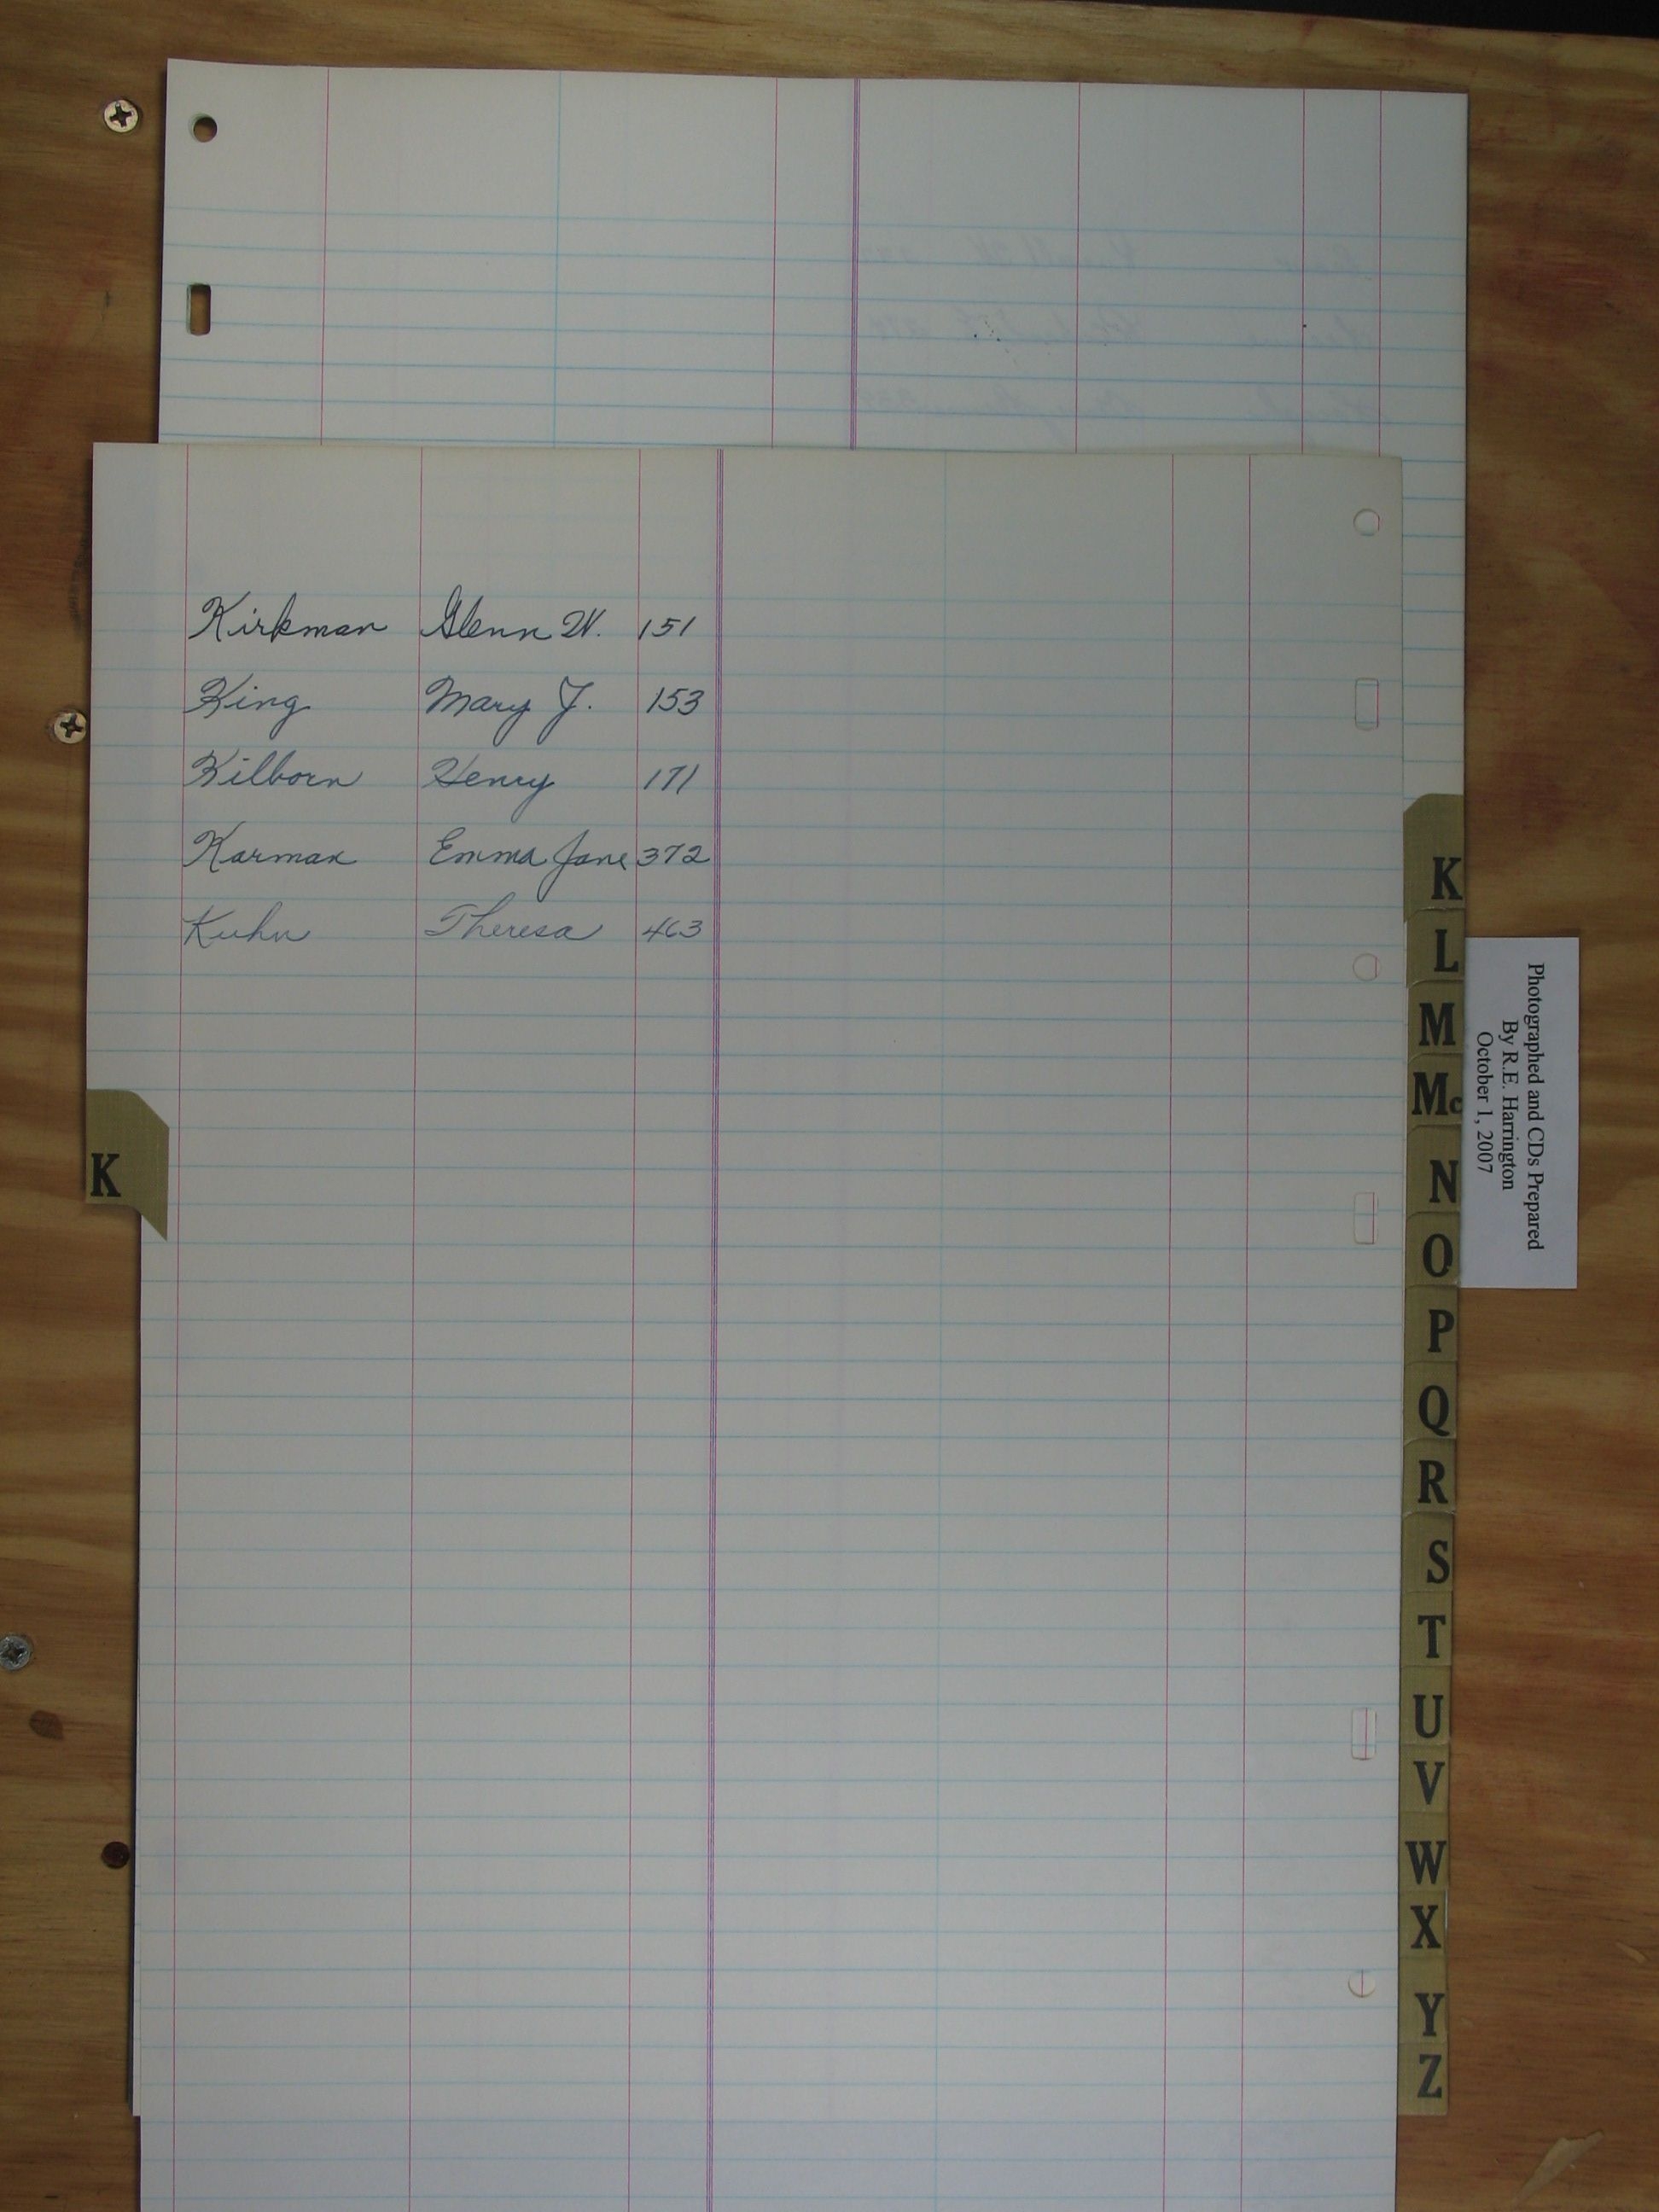 Kirkman Glenn W. 151
King Mary J. 153
Kilborn Henry 171
Karman Emma Jane 372
Kuhn Theresa 463
K
K
L
M
Mc
N
O
P
Q
R
S
T
U
V
W
X
Y
Z
Photographed and CDs Prepared
By R.E. Harrington
October 1, 2007